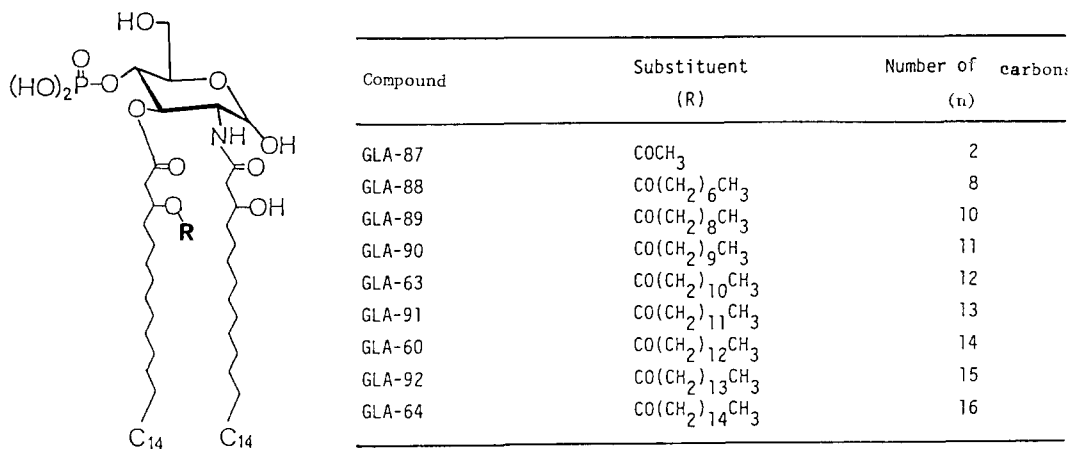 HO
O
(HO)₂P
O
O
O
NH
OH
O
O
O
R
OH
C₁₄
C₁₄
Compound Substituent (R) Number of carbons (n)
GLA-87 COCH₃ 2
GLA-88 CO(CH₂)₆CH₃ 8
GLA-89 CO(CH₂)₈CH₃ 10
GLA-90 CO(CH₂)₉CH₃ 11
GLA-63 CO(CH₂)₁₀CH₃ 12
GLA-91 CO(CH₂)₁₁CH₃ 13
GLA-60 CO(CH₂)₁₂CH₃ 14
GLA-92 CO(CH₂)₁₃CH₃ 15
GLA-64 CO(CH₂)₁₄CH₃ 16